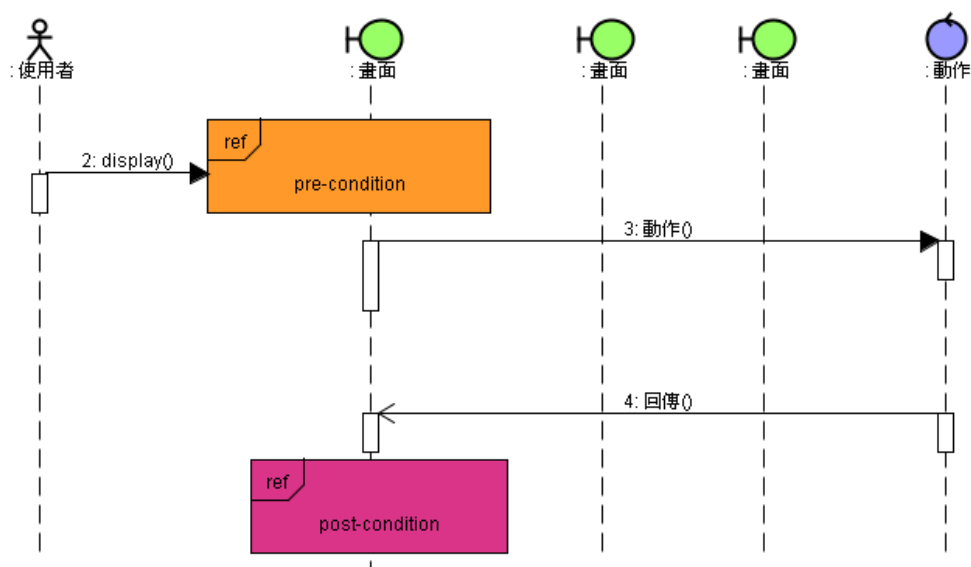 : 使用者
: 畫面
: 畫面
: 畫面
: 動作
ref
2: display()
pre-condition
3: 動作()
4: 回傳()
ref
post-condition